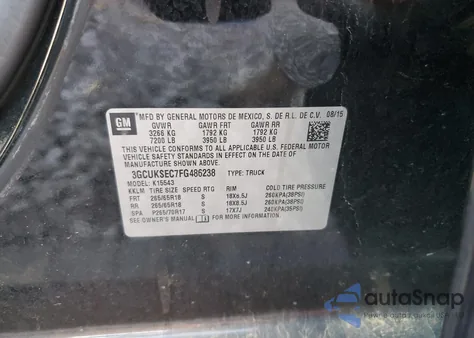 GM
MFD BY GENERAL MOTORS DE MEXICO, S. DE R.L. DE C.V. 08/15
GVWR GAWR FRT GAWR RR
3266 KG 1792 KG 1792 KG
7200 LB 3950 LB 3950 LB
THIS VEHICLE CONFORMS TO ALL APPLICABLE U.S. FEDERAL MOTOR
VEHICLE SAFETY STANDARDS IN EFFECT ON THE DATE OF
MANUFACTURE SHOWN ABOVE.
3GCUKSEC7FG486238 TYPE: TRUCK
MODEL: K15543
KKLM TIRE SIZE SPEED RTG RIM COLD TIRE PRESSURE
FRT 265/65R18 S 18X8.5J 260KPA(38PSI)
RR 265/65R18 S 18X8.5J 260KPA(38PSI)
SPA P265/70R17 S 17X7J 240KPA(35PSI)
SEE OWNER'S MANUAL FOR MORE INFORMATION
autoSnap